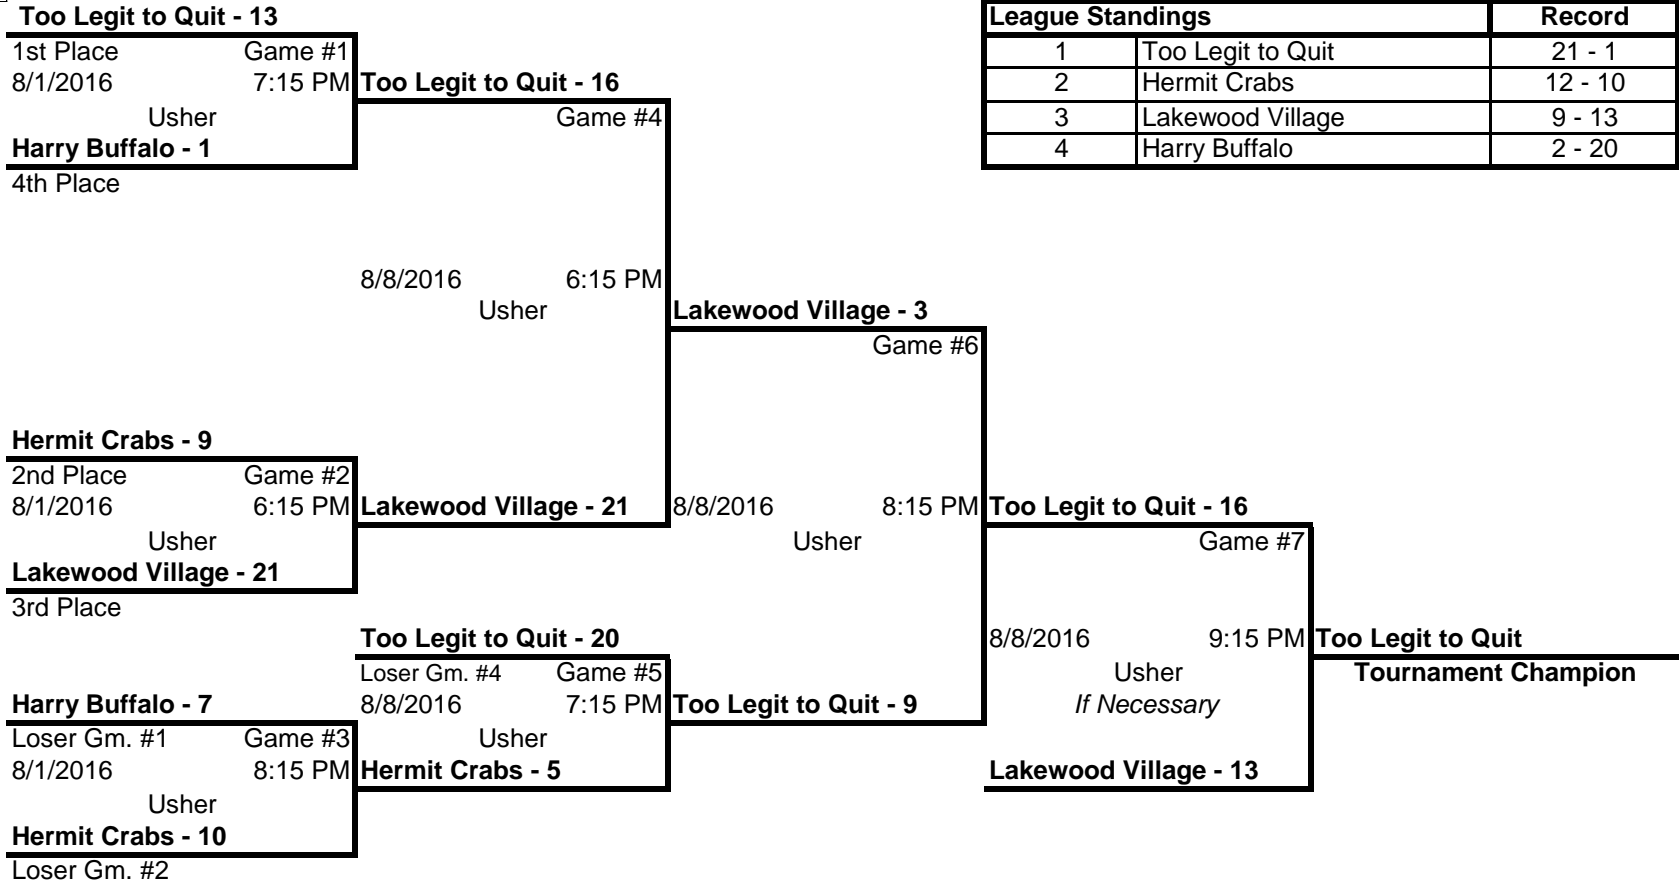 Too Legit to Quit - 13
1st Place Game #1
8/1/2016 7:15 PM
Usher
Harry Buffalo - 1
4th Place
League Standings Record
1 Too Legit to Quit 21 - 1
2 Hermit Crabs 12 - 10
3 Lakewood Village 9 - 13
4 Harry Buffalo 2 - 20
Too Legit to Quit - 16
Game #4
8/8/2016 6:15 PM
Usher
Lakewood Village - 3
Game #6
Hermit Crabs - 9
2nd Place Game #2
8/1/2016 6:15 PM
Usher
Lakewood Village - 21
3rd Place
Lakewood Village - 21
8/8/2016 8:15 PM
Usher
Too Legit to Quit - 16
Game #7
Too Legit to Quit - 20
Loser Gm. #4 Game #5
8/8/2016 7:15 PM
Usher
Hermit Crabs - 5
Too Legit to Quit - 9
8/8/2016 9:15 PM
Usher
If Necessary
Lakewood Village - 13
Too Legit to Quit
Tournament Champion
Harry Buffalo - 7
Loser Gm. #1 Game #3
8/1/2016 8:15 PM
Usher
Hermit Crabs - 10
Loser Gm. #2